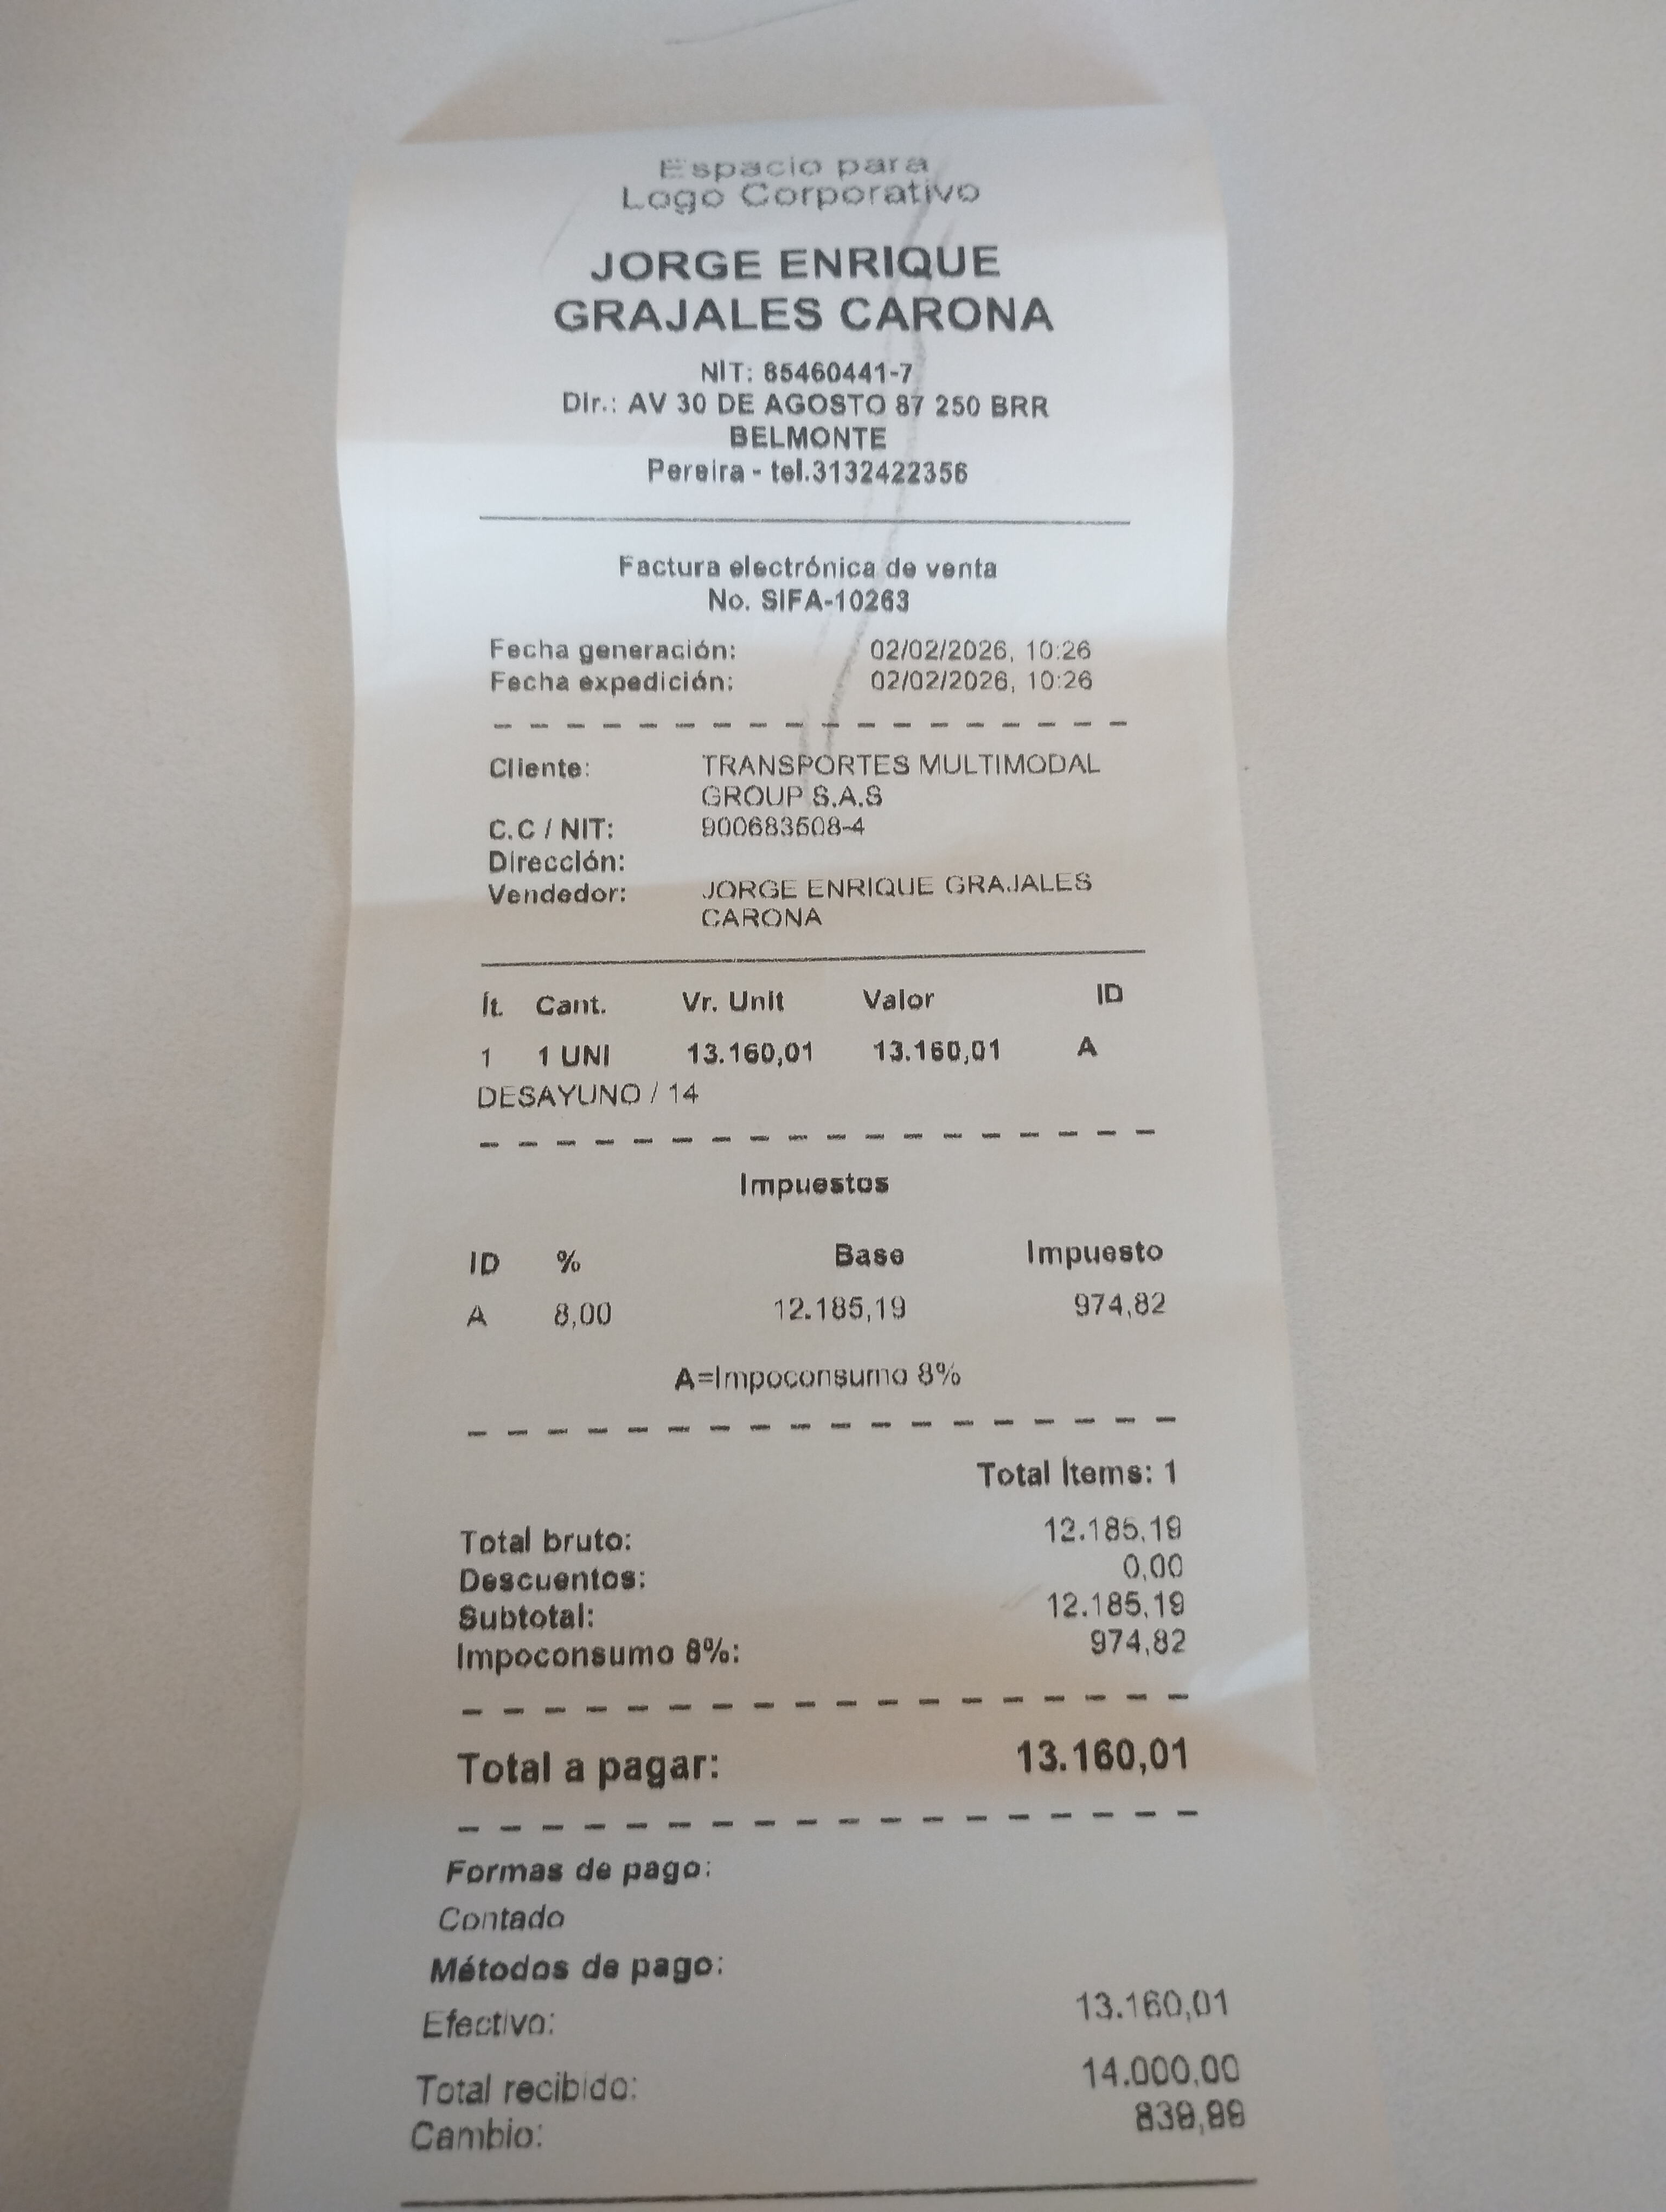 Espacio para
Logo Corporativo
JORGE ENRIQUE
GRAJALES CARONA
NIT: 85460441-7
Dir.: AV 30 DE AGOSTO 87 250 BRR
BELMONTE
Pereira - tel.3132422356
Factura electrónica de venta
No. SIFA-10263
Fecha generación: 02/02/2026, 10:26
Fecha expedición: 02/02/2026, 10:26
Cliente: TRANSPORTES MULTIMODAL
GROUP S.A.S
C.C / NIT: 900683508-4
Dirección:
Vendedor: JORGE ENRIQUE GRAJALES
CARONA
Ít. Cant. Vr. Unit Valor ID
1 1 UNI 13.160,01 13.160,01 A
DESAYUNO / 14
Impuestos
ID % Base Impuesto
A 8,00 12.185,19 974,82
A=Impoconsumo 8%
Total Ítems: 1
Total bruto: 12.185,19
Descuentos: 0,00
Subtotal: 12.185,19
Impoconsumo 8%: 974,82
Total a pagar: 13.160,01
Formas de pago:
Contado
Métodos de pago:
Efectivo: 13.160,01
Total recibido: 14.000,00
Cambio: 839,99